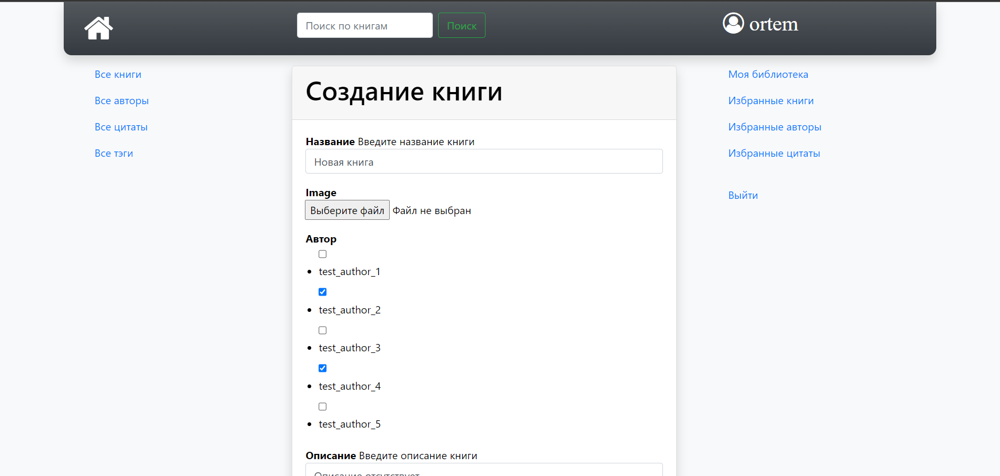 Поиск по книгам
Поиск
ortem
Все книги
Все авторы
Все цитаты
Все тэги
Создание книги
Название Введите название книги
Новая книга
Image
Выберите файл Файл не выбран
Автор
test_author_1
test_author_2
test_author_3
test_author_4
test_author_5
Описание Введите описание книги
Описание отсутствует
Моя библиотека
Избранные книги
Избранные авторы
Избранные цитаты
Выйти